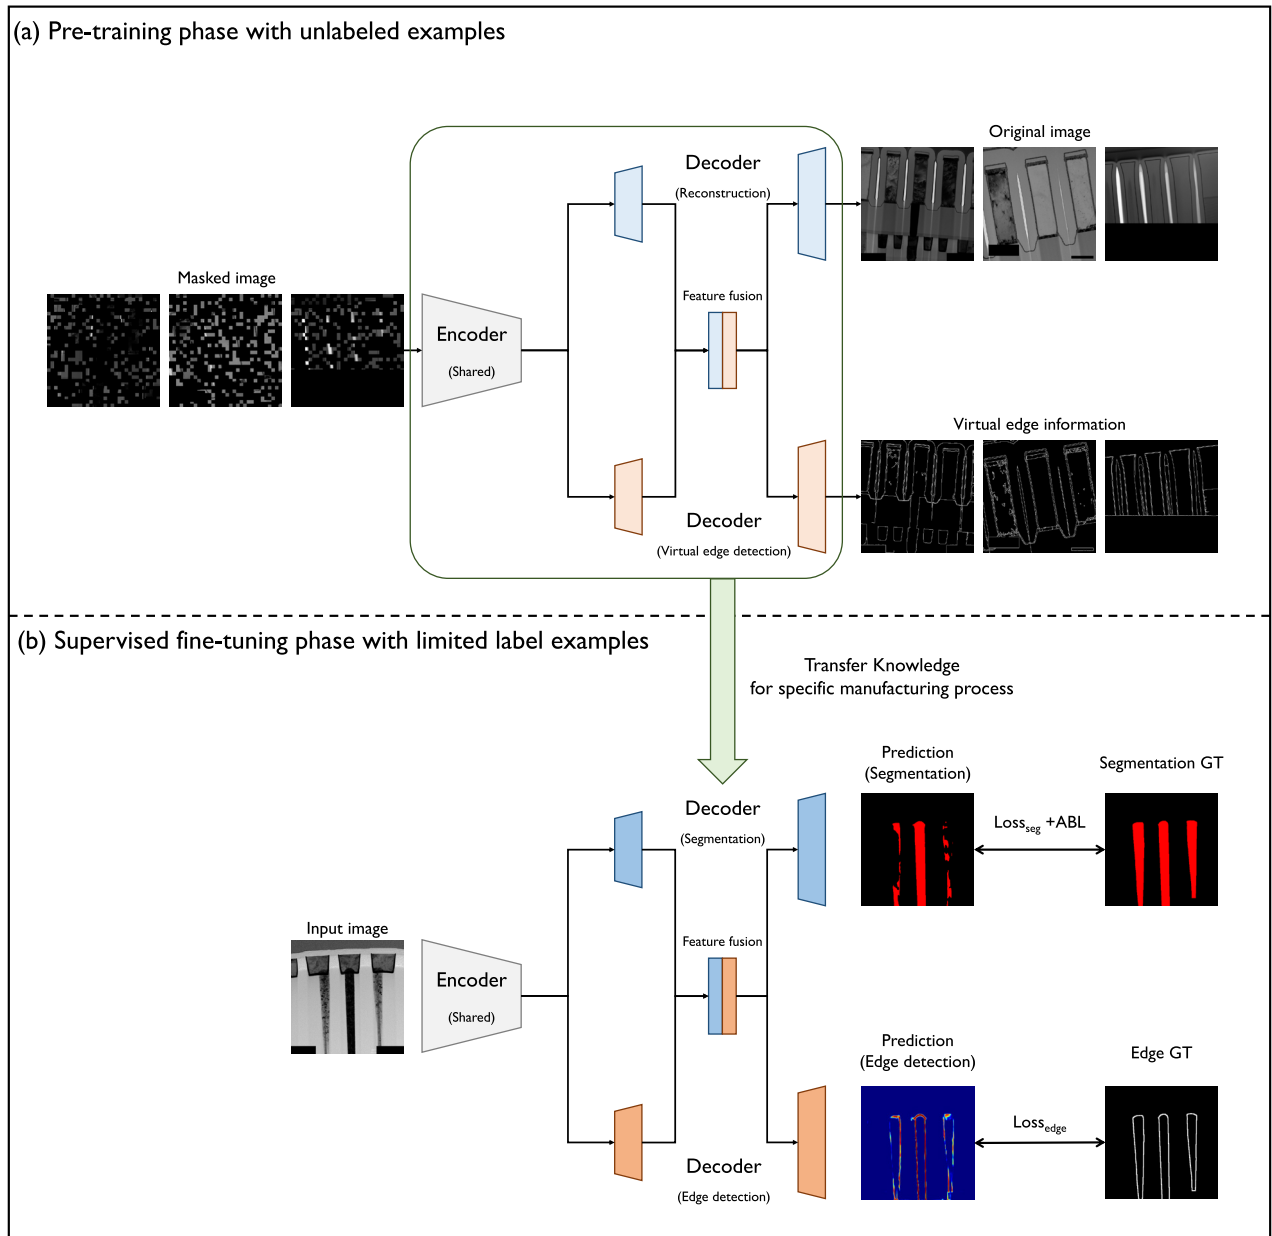 (a) Pre-training phase with unlabeled examples
Original image
Decoder
(Reconstruction)
Masked image
Feature fusion
Encoder
(Shared)
Virtual edge information
Decoder
(Virtual edge detection)
(b) Supervised fine-tuning phase with limited label examples
Transfer Knowledge
for specific manufacturing process
Prediction
(Segmentation)
Segmentation GT
Decoder
(Segmentation)
Loss_seg +ABL
Input image
Feature fusion
Encoder
(Shared)
Prediction
(Edge detection)
Edge GT
Loss_edge
Decoder
(Edge detection)